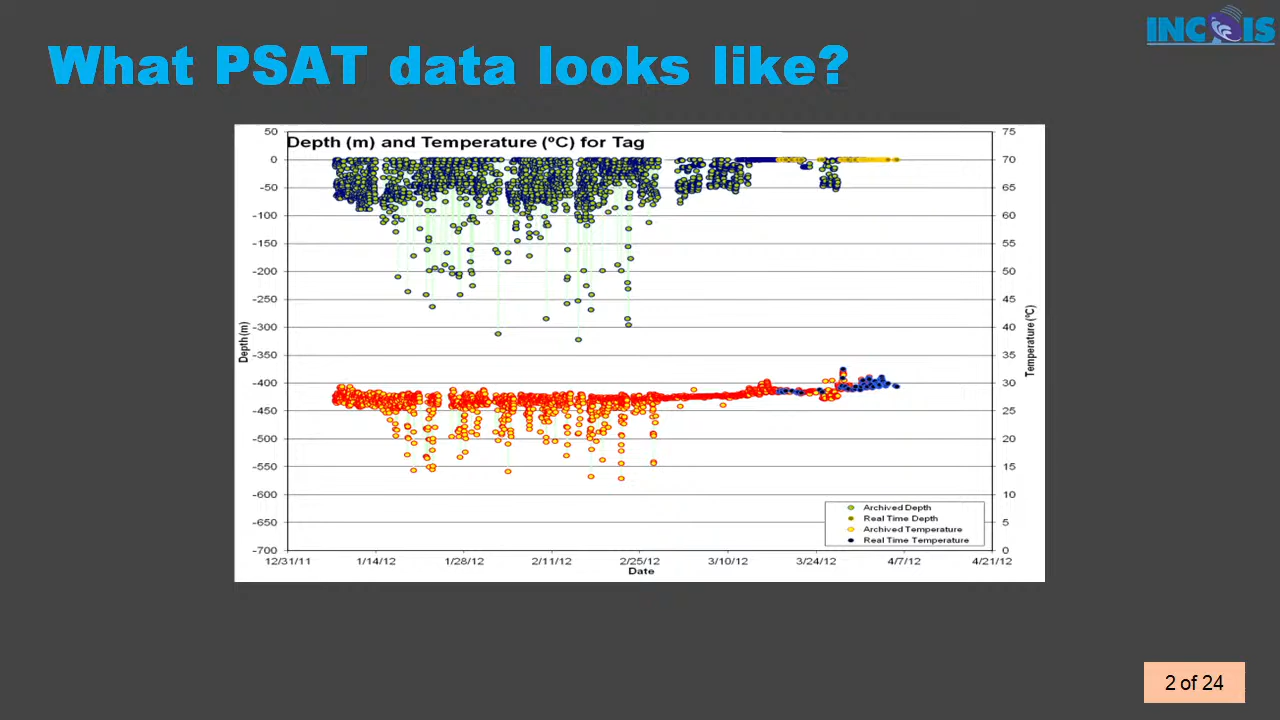 INCOIS
What PSAT data looks like?
Depth (m) and Temperature (ºC) for Tag
50
0
-50
-100
-150
-200
-250
-300
-350
-400
-450
-500
-550
-600
-650
-700
Depth (m)
75
70
65
60
55
50
45
40
35
30
25
20
15
10
5
0
Temperature (ºC)
Archived Depth
Real Time Depth
Archived Temperature
Real Time Temperature
12/31/11 1/14/12 1/28/12 2/11/12 2/25/12 3/10/12 3/24/12 4/7/12 4/21/12
Date
2 of 24